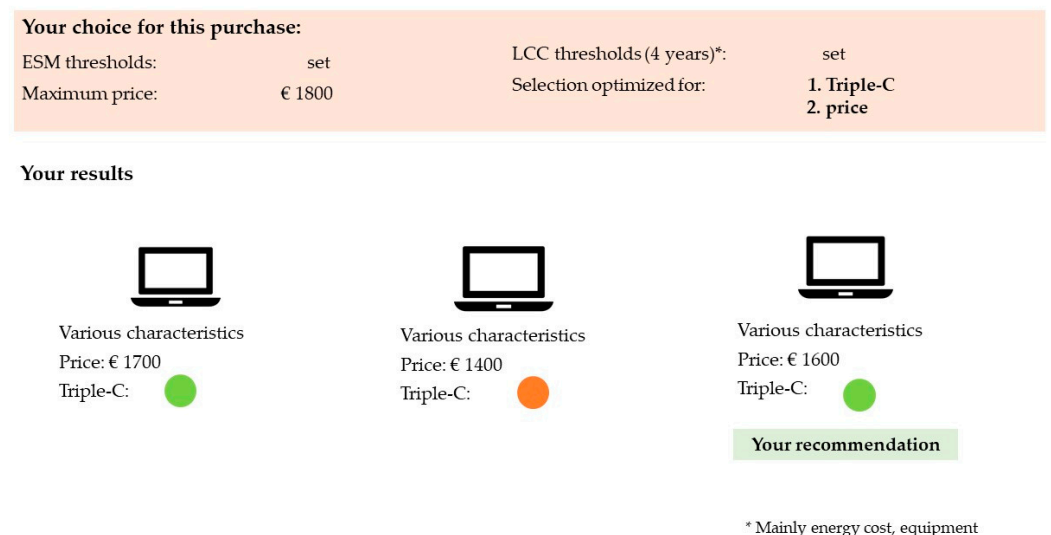 Your choice for this purchase:
ESM thresholds: set
Maximum price: € 1800
LCC thresholds (4 years)*: set
Selection optimized for: 1. Triple-C
2. price
Your results
Various characteristics
Price: € 1700
Triple-C:
Various characteristics
Price: € 1400
Triple-C:
Various characteristics
Price: € 1600
Triple-C:
Your recommendation
* Mainly energy cost, equipment